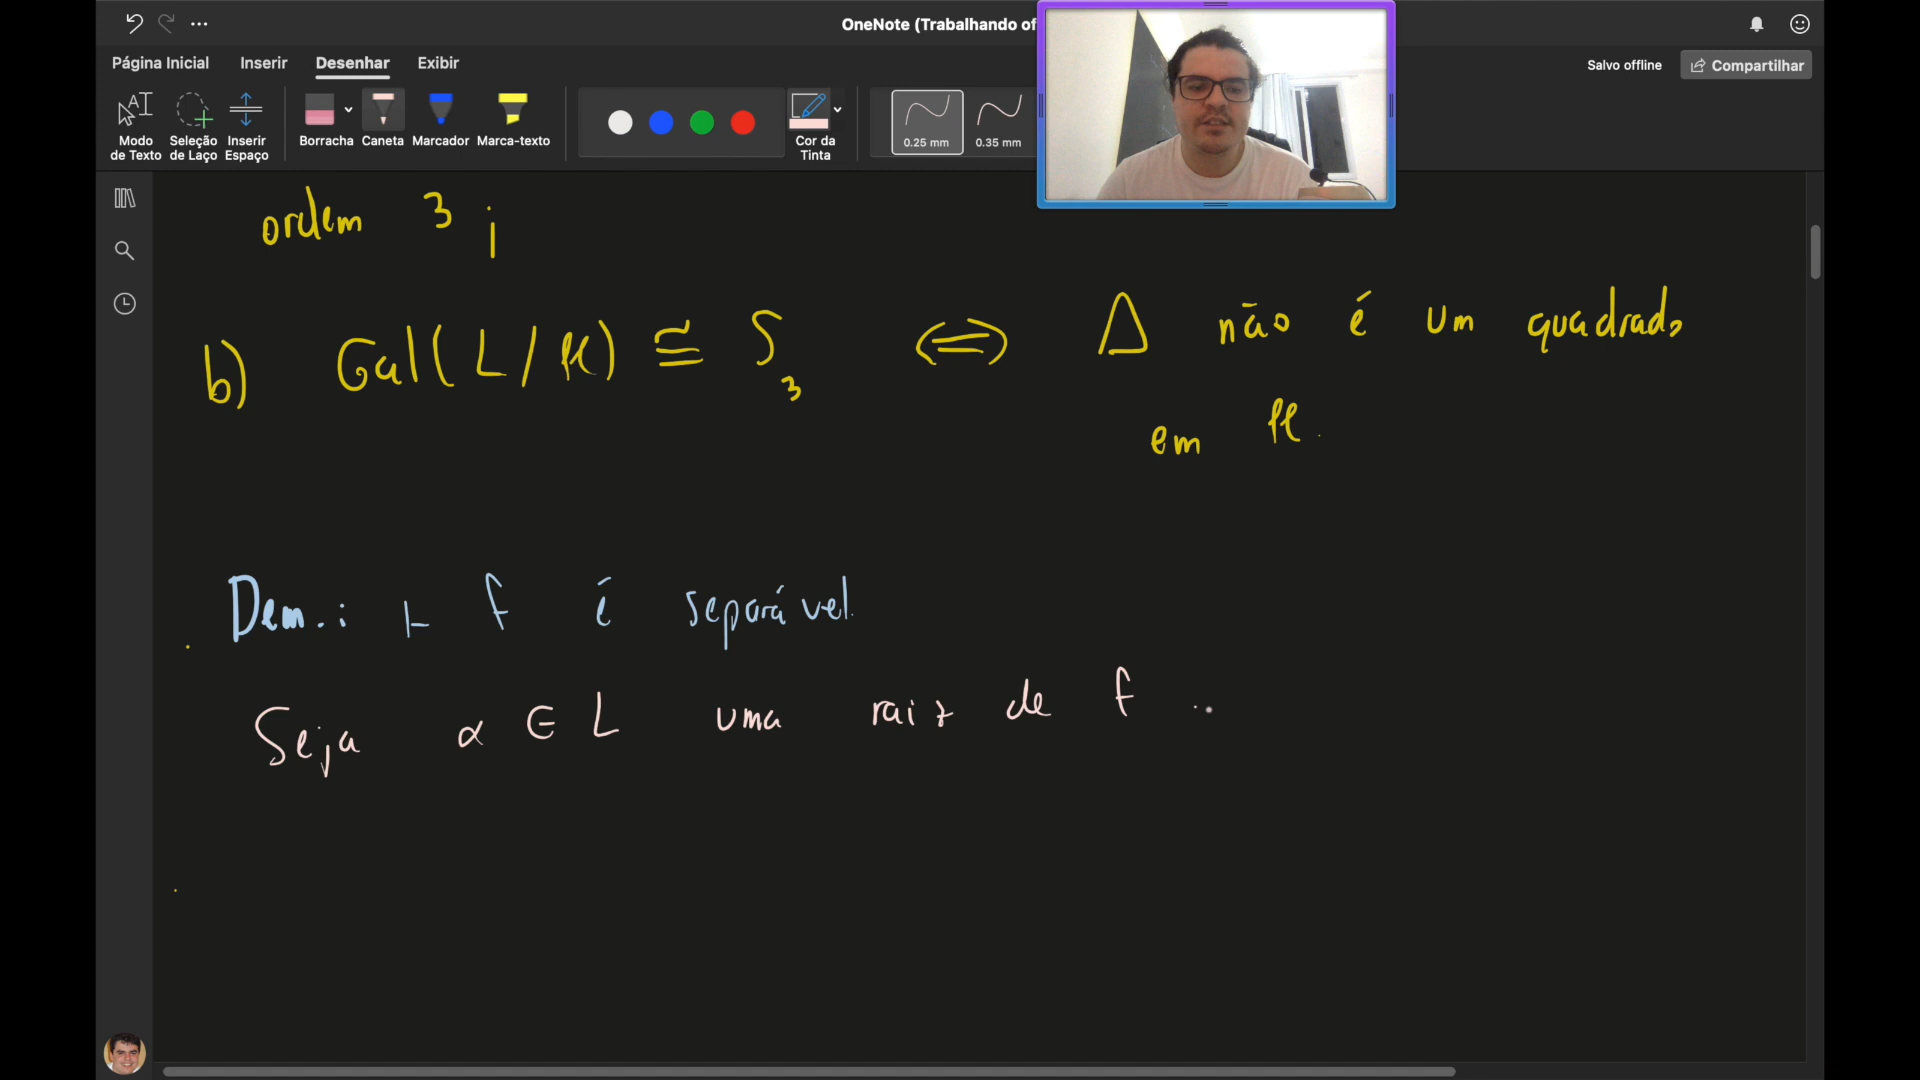 OneNote (Trabalhando of
Página Inicial Inserir Desenhar Exibir
Salvo offline Compartilhar
Modo de Texto
Seleção de Laço
Inserir Espaço
Borracha
Caneta
Marcador
Marca-texto
Cor da Tinta
0.25 mm
0.35 mm
ordem 3 ;
b) Gal(L/K) ≅ S₃ ⟺ Δ não é um quadrado
em K.
Dem.: ⊢ f é separável.
Seja α ∈ L uma raiz de f ..